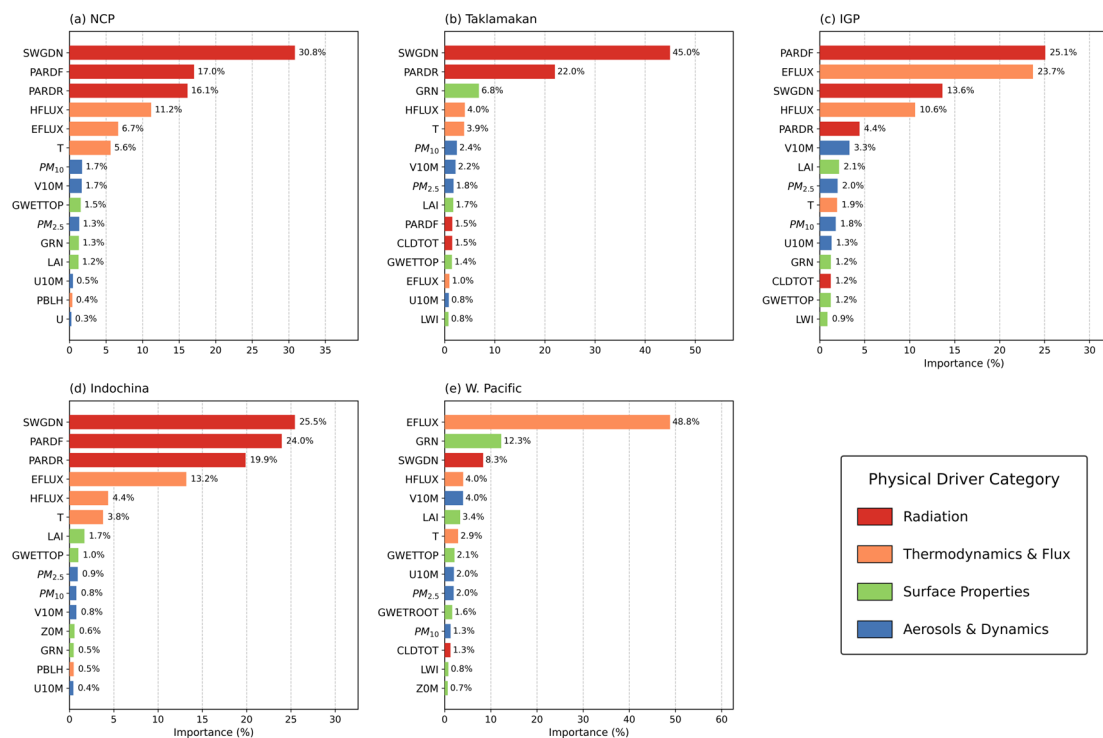 (a) NCP
SWGDN 30.8%
PARDF 17.0%
PARDR 16.1%
HFLUX 11.2%
EFLUX 6.7%
T 5.6%
PM10 1.7%
V10M 1.7%
GWETTOP 1.5%
PM2.5 1.3%
GRN 1.3%
LAI 1.2%
U10M 0.5%
PBLH 0.4%
U 0.3%
0 5 10 15 20 25 30 35
(b) Taklamakan
SWGDN 45.0%
PARDR 22.0%
GRN 6.8%
HFLUX 4.0%
T 3.9%
PM10 2.4%
V10M 2.2%
PM2.5 1.8%
LAI 1.7%
PARDF 1.5%
CLDTOT 1.5%
GWETTOP 1.4%
EFLUX 1.0%
U10M 0.8%
LWI 0.8%
0 10 20 30 40 50
(c) IGP
PARDF 25.1%
EFLUX 23.7%
SWGDN 13.6%
HFLUX 10.6%
PARDR 4.4%
V10M 3.3%
LAI 2.1%
PM2.5 2.0%
T 1.9%
PM10 1.8%
U10M 1.3%
GRN 1.2%
CLDTOT 1.2%
GWETTOP 1.2%
LWI 0.9%
0 5 10 15 20 25 30
Importance (%)
(d) Indochina
SWGDN 25.5%
PARDF 24.0%
PARDR 19.9%
EFLUX 13.2%
HFLUX 4.4%
T 3.8%
LAI 1.7%
GWETTOP 1.0%
PM2.5 0.9%
PM10 0.8%
V10M 0.8%
Z0M 0.6%
GRN 0.5%
PBLH 0.5%
U10M 0.4%
0 5 10 15 20 25 30
Importance (%)
(e) W. Pacific
EFLUX 48.8%
GRN 12.3%
SWGDN 8.3%
HFLUX 4.0%
V10M 4.0%
LAI 3.4%
T 2.9%
GWETTOP 2.1%
U10M 2.0%
PM2.5 2.0%
GWETROOT 1.6%
PM10 1.3%
CLDTOT 1.3%
LWI 0.8%
Z0M 0.7%
0 10 20 30 40 50 60
Importance (%)
Physical Driver Category
Radiation
Thermodynamics & Flux
Surface Properties
Aerosols & Dynamics